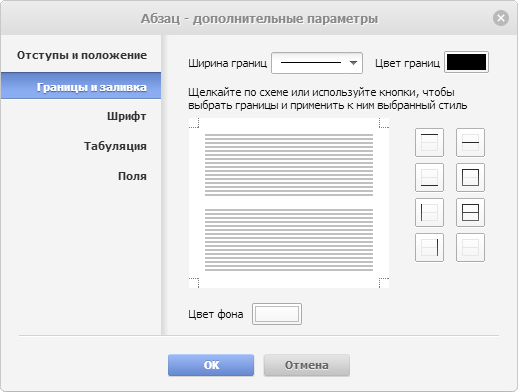 Абзац - дополнительные параметры
Отступы и положение
Границы и заливка
Шрифт
Табуляция
Поля
Ширина границ
Цвет границ
Щелкайте по схеме или используйте кнопки, чтобы
выбрать границы и применить к ним выбранный стиль
Цвет фона
OK
Отмена